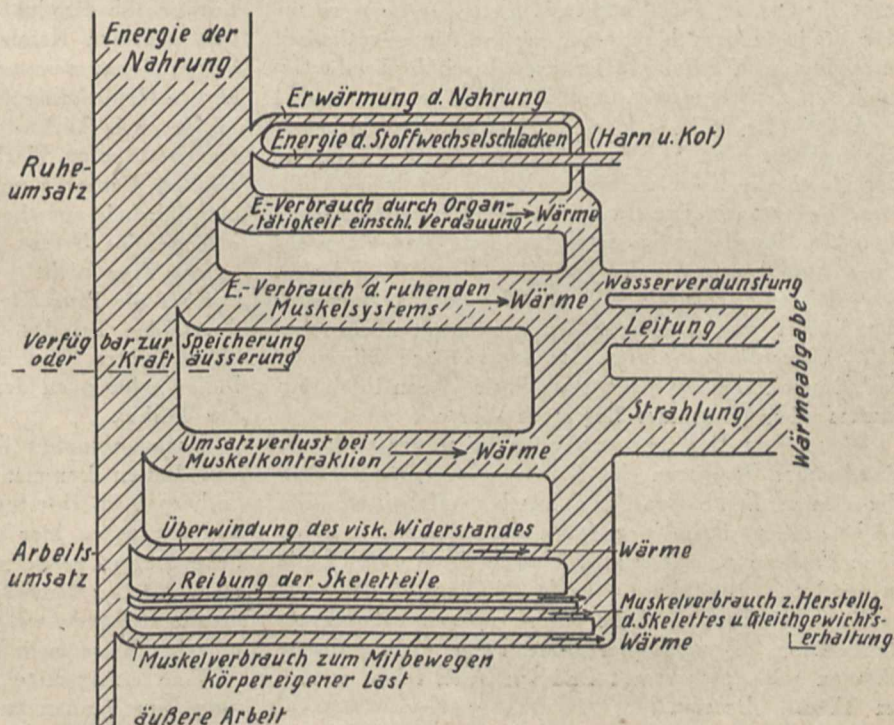 Energie der
Nahrung
Erwärmung d. Nahrung
Energie d. Stoffwechselschlacken (Harn u. Kot)
Ruhe-
umsatz
E.-Verbrauch durch Organ-
tätigkeit einschl. Verdauung → Wärme
E.-Verbrauch d. ruhenden
Muskelsystems → Wärme
Wasserverdunstung
Leitung
Strahlung
Wärmeabgabe
Verfüg bar zur Speicherung
oder Kraft äusserung
Umsatzverlust bei
Muskelkontraktion → Wärme
Überwindung des visk. Widerstandes
Wärme
Arbeits-
umsatz
Reibung der Skeletteile
Muskelverbrauch z. Herstellg.
d. Skelettes u. Gleichgewichts-
erhaltung
Wärme
Muskelverbrauch zum Mitbewegen
körpereigener Last
äußere Arbeit